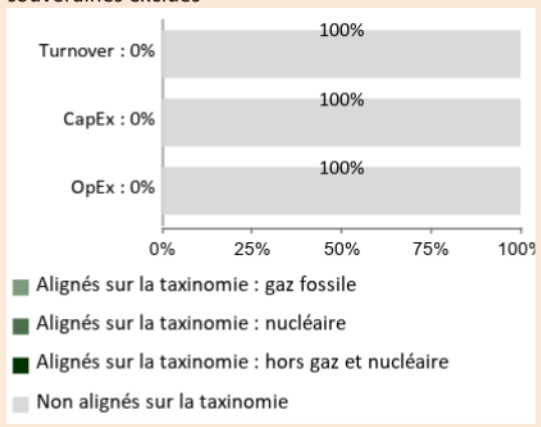 100%
Turnover : 0%
100%
CapEx : 0%
100%
OpEx : 0%
0% 25% 50% 75% 100%
Alignés sur la taxinomie : gaz fossile
Alignés sur la taxinomie : nucléaire
Alignés sur la taxinomie : hors gaz et nucléaire
Non alignés sur la taxinomie